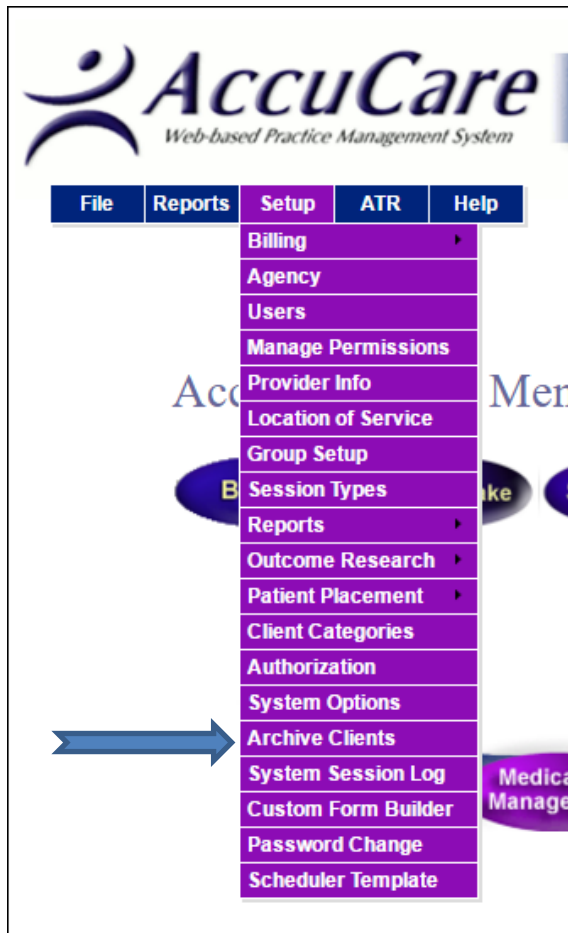 AccuCare
Web-based Practice Management System
File Reports Setup ATR Help
Billing
Agency
Users
Manage Permissions
Provider Info
Location of Service
Group Setup
Session Types
Reports
Outcome Research
Patient Placement
Client Categories
Authorization
System Options
Archive Clients
System Session Log
Custom Form Builder
Password Change
Scheduler Template